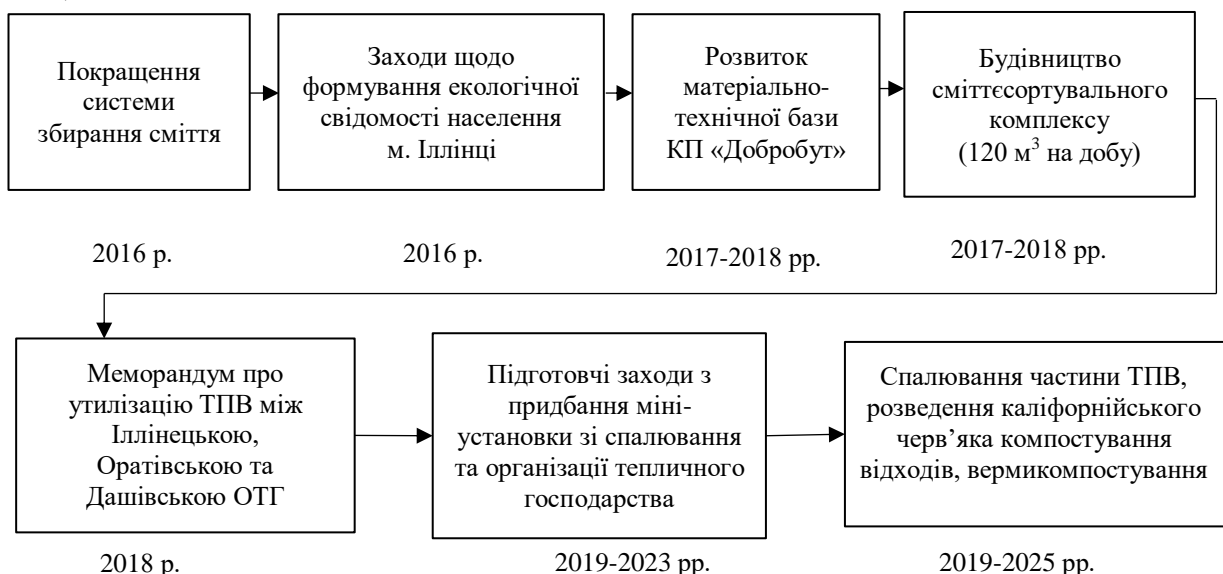 Покращення
системи
збирання сміття
Заходи щодо
формування екологічної
свідомості населення
м. Іллінці
Розвиток
матеріально-
технічної бази
КП «Добробут»
Будівництво
сміттєсортувального
комплексу
(120 м³ на добу)
2016 р.
2016 р.
2017-2018 рр.
2017-2018 рр.
Меморандум про
утилізацію ТПВ між
Іллінецькою,
Оратівською та
Дашівською ОТГ
Підготовчі заходи з
придбання міні-
установки зі спалювання
та організації тепличного
господарства
Спалювання частини ТПВ,
розведення каліфорнійського
черв’яка компостування
відходів, вермикомпостування
2018 р.
2019-2023 рр.
2019-2025 рр.